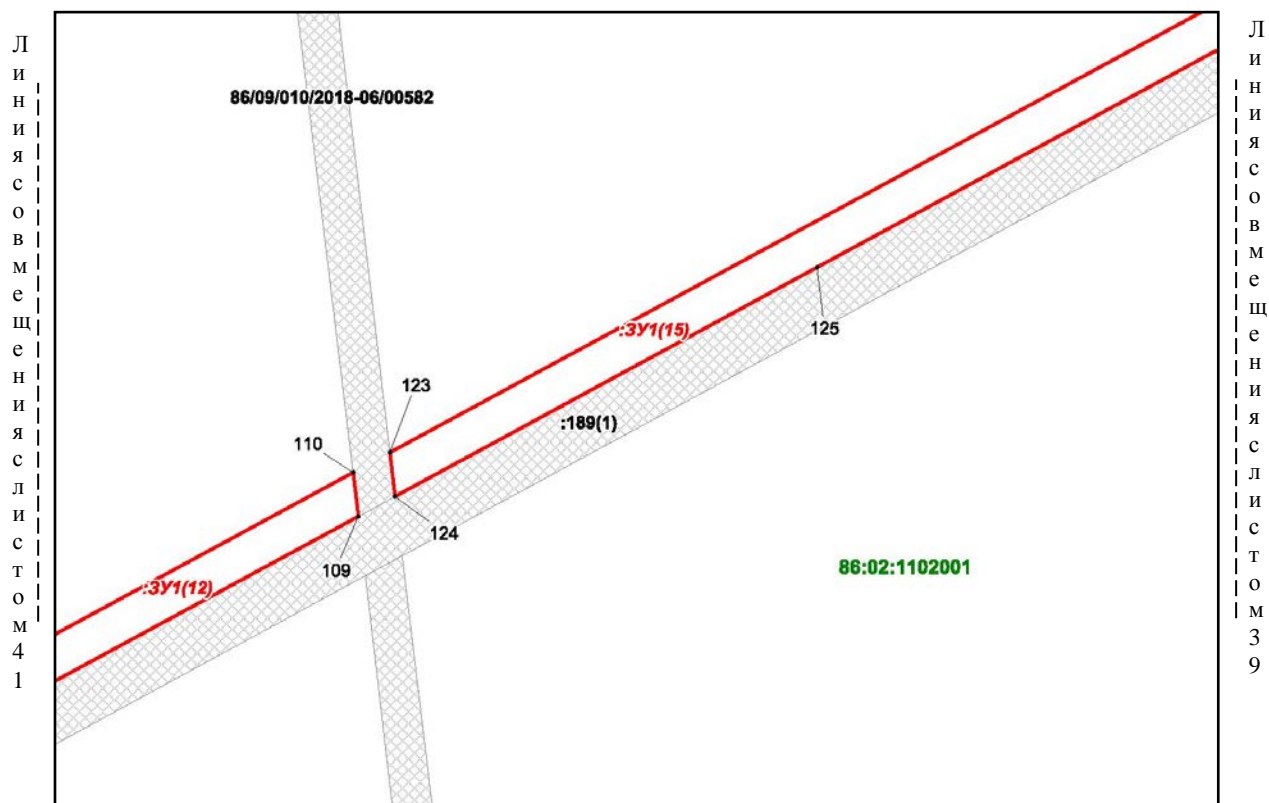 Линия совмещения с листом 41
86/09/010/2018-06/00582
:ЗУ1(15)
125
123
:189(1)
110
124
109
86:02:1102001
:ЗУ1(12)
Линия совмещения с листом 39